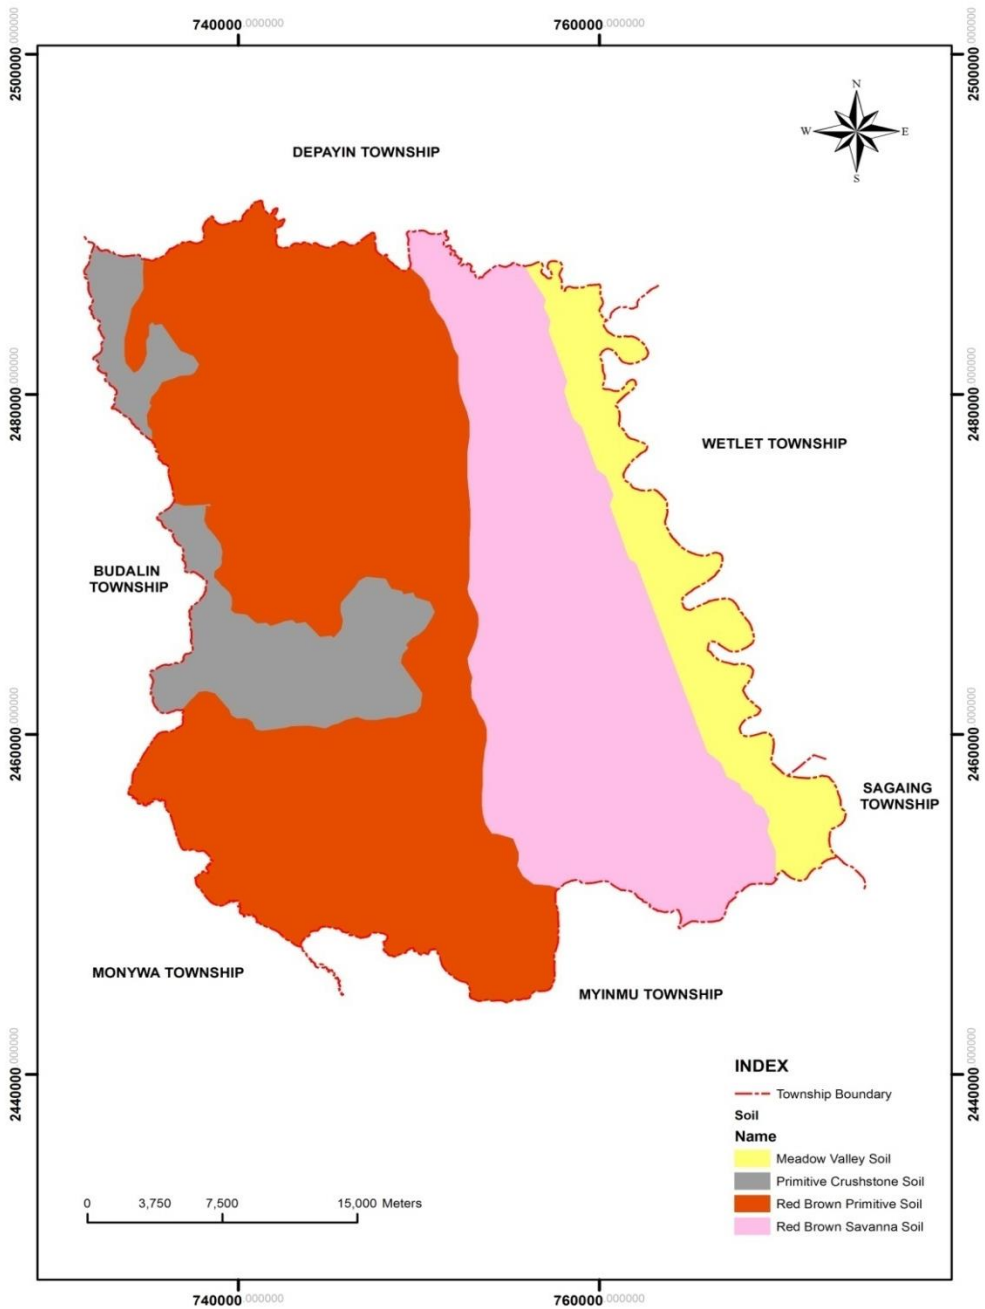 740000.000000
760000.000000
2500000.000000
2500000.000000
N
W
E
S
DEPAYIN TOWNSHIP
2480000.000000
2480000.000000
WETLET TOWNSHIP
BUDALIN
TOWNSHIP
2460000.000000
2460000.000000
SAGAING
TOWNSHIP
MONYWA TOWNSHIP
MYINMU TOWNSHIP
2440000.000000
2440000.000000
INDEX
Township Boundary
Soil
Name
Meadow Valley Soil
Primitive Crushstone Soil
Red Brown Primitive Soil
Red Brown Savanna Soil
0 3,750 7,500 15,000 Meters
740000.000000
760000.000000